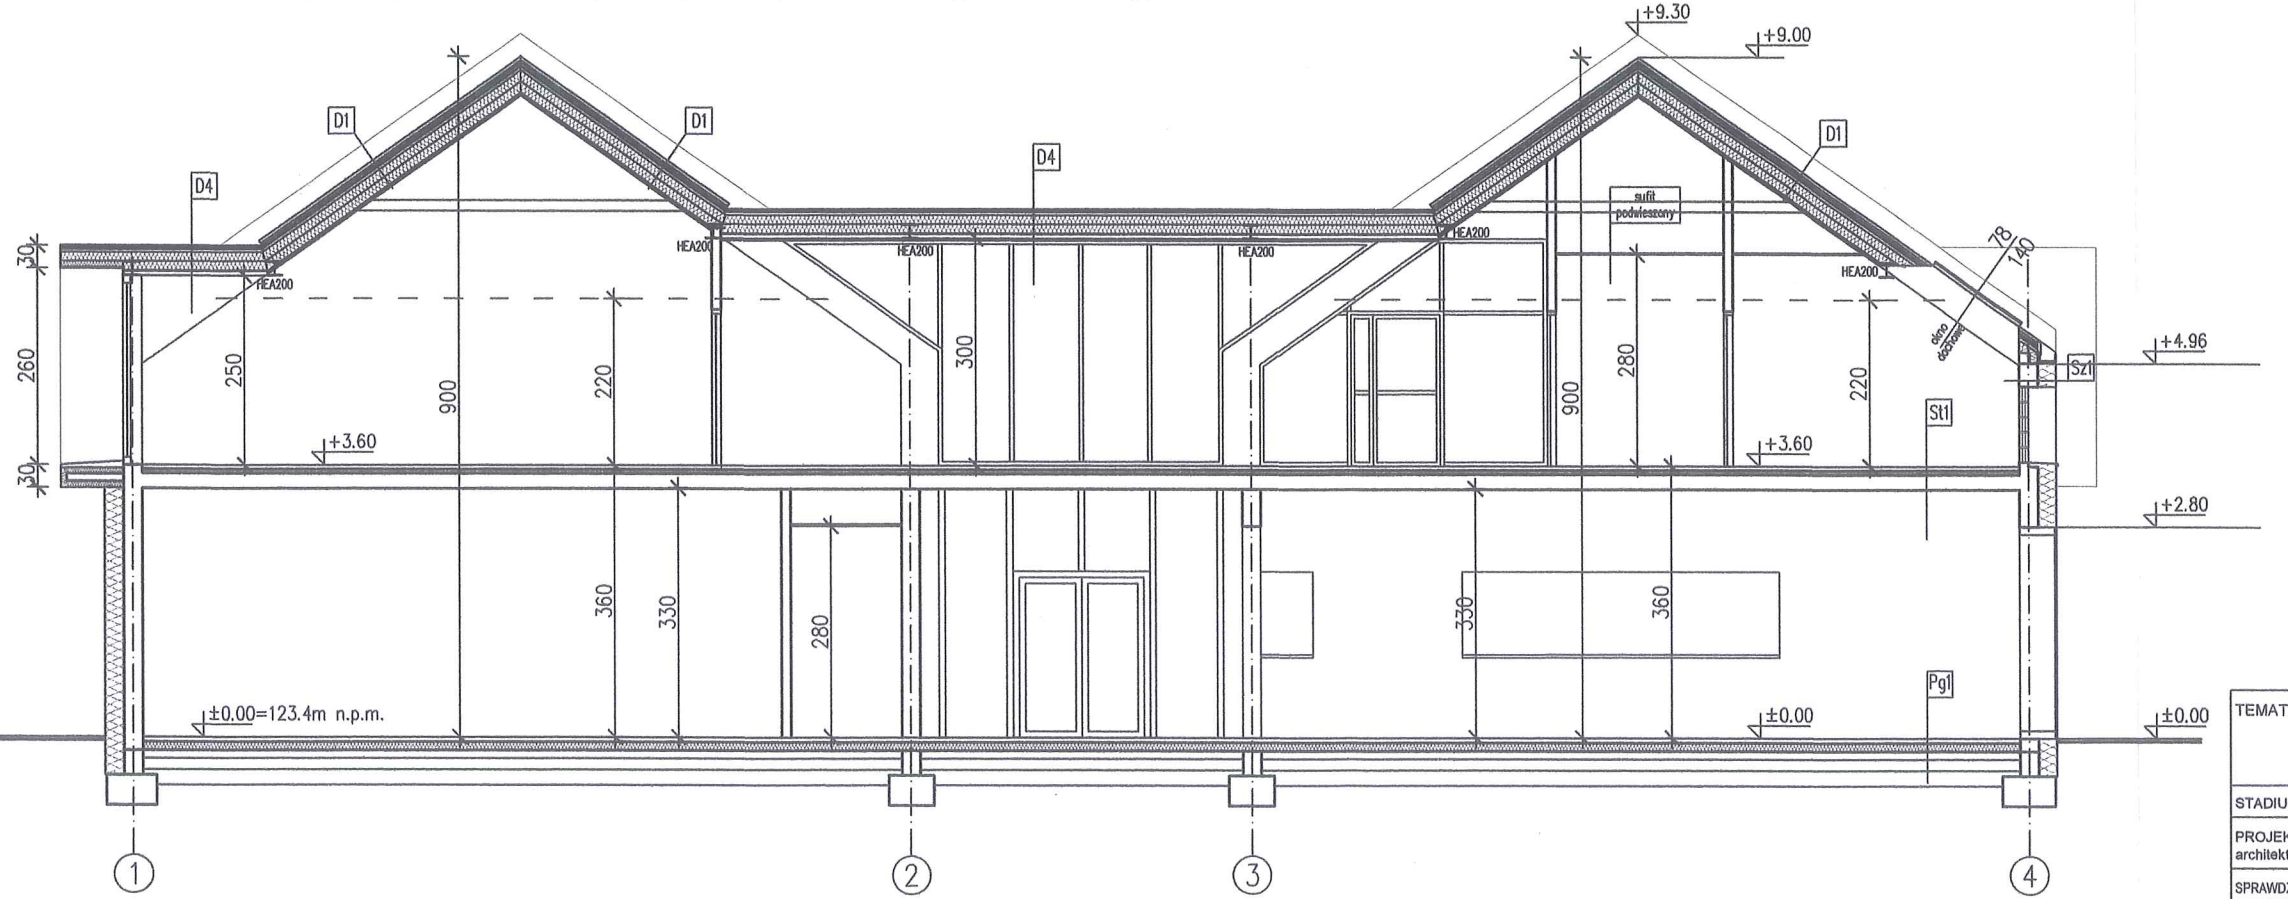 +9.30
+9.00
D1
D1
D1
D4
D4
sufit
podwieszony
30
HEA200
HEA200
HEA200
HEA200
HEA200
HEA200
78
140
okno
dachowe
260
250
900
220
300
280
900
220
+4.96
Sz1
St1
+3.60
+3.60
30
+2.80
360
330
280
330
360
Pg1
±0.00=123.4m n.p.m.
±0.00
±0.00
TEMAT
STADIU
PROJEK
architekt
SPRAWDZ
1
2
3
4